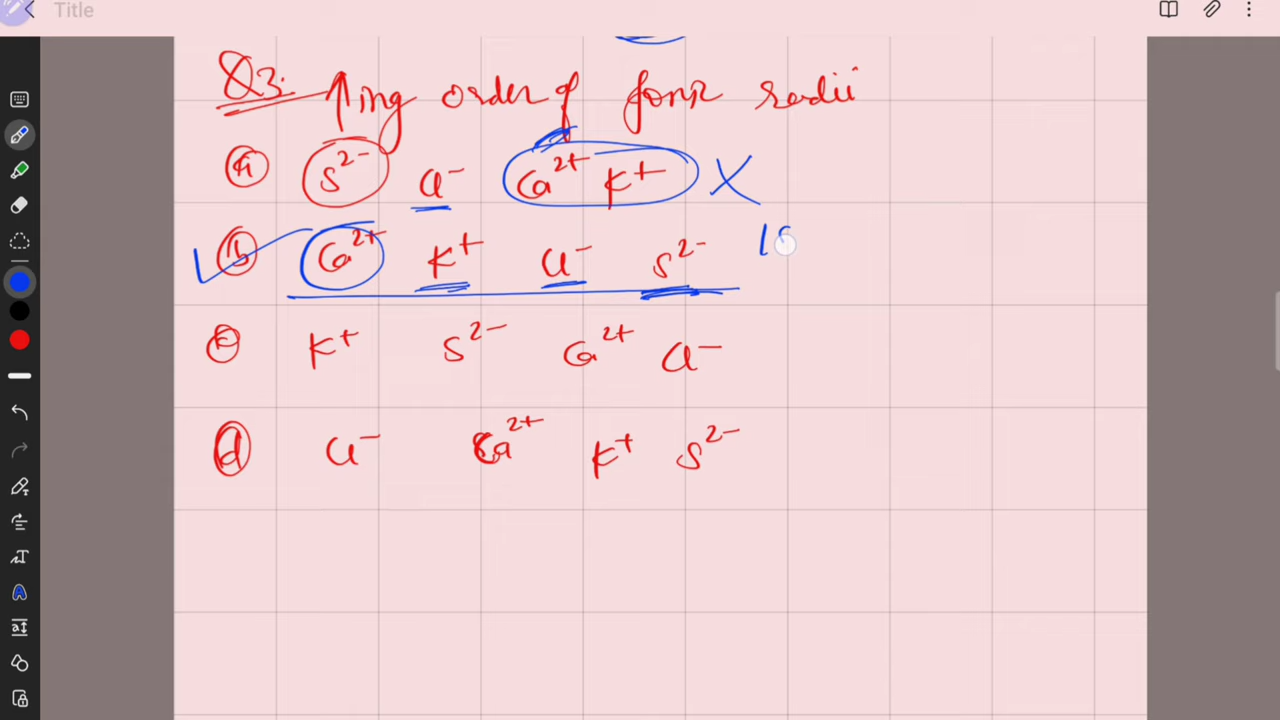 Title
Q3. ↑ing order of ionic radii
(a) S²⁻ Cl⁻ Ca²⁺ K⁺ X
(b) Ca²⁺ K⁺ Cl⁻ S²⁻
(c) K⁺ S²⁻ Ca²⁺ Cl⁻
(d) Cl⁻ Ca²⁺ K⁺ S²⁻